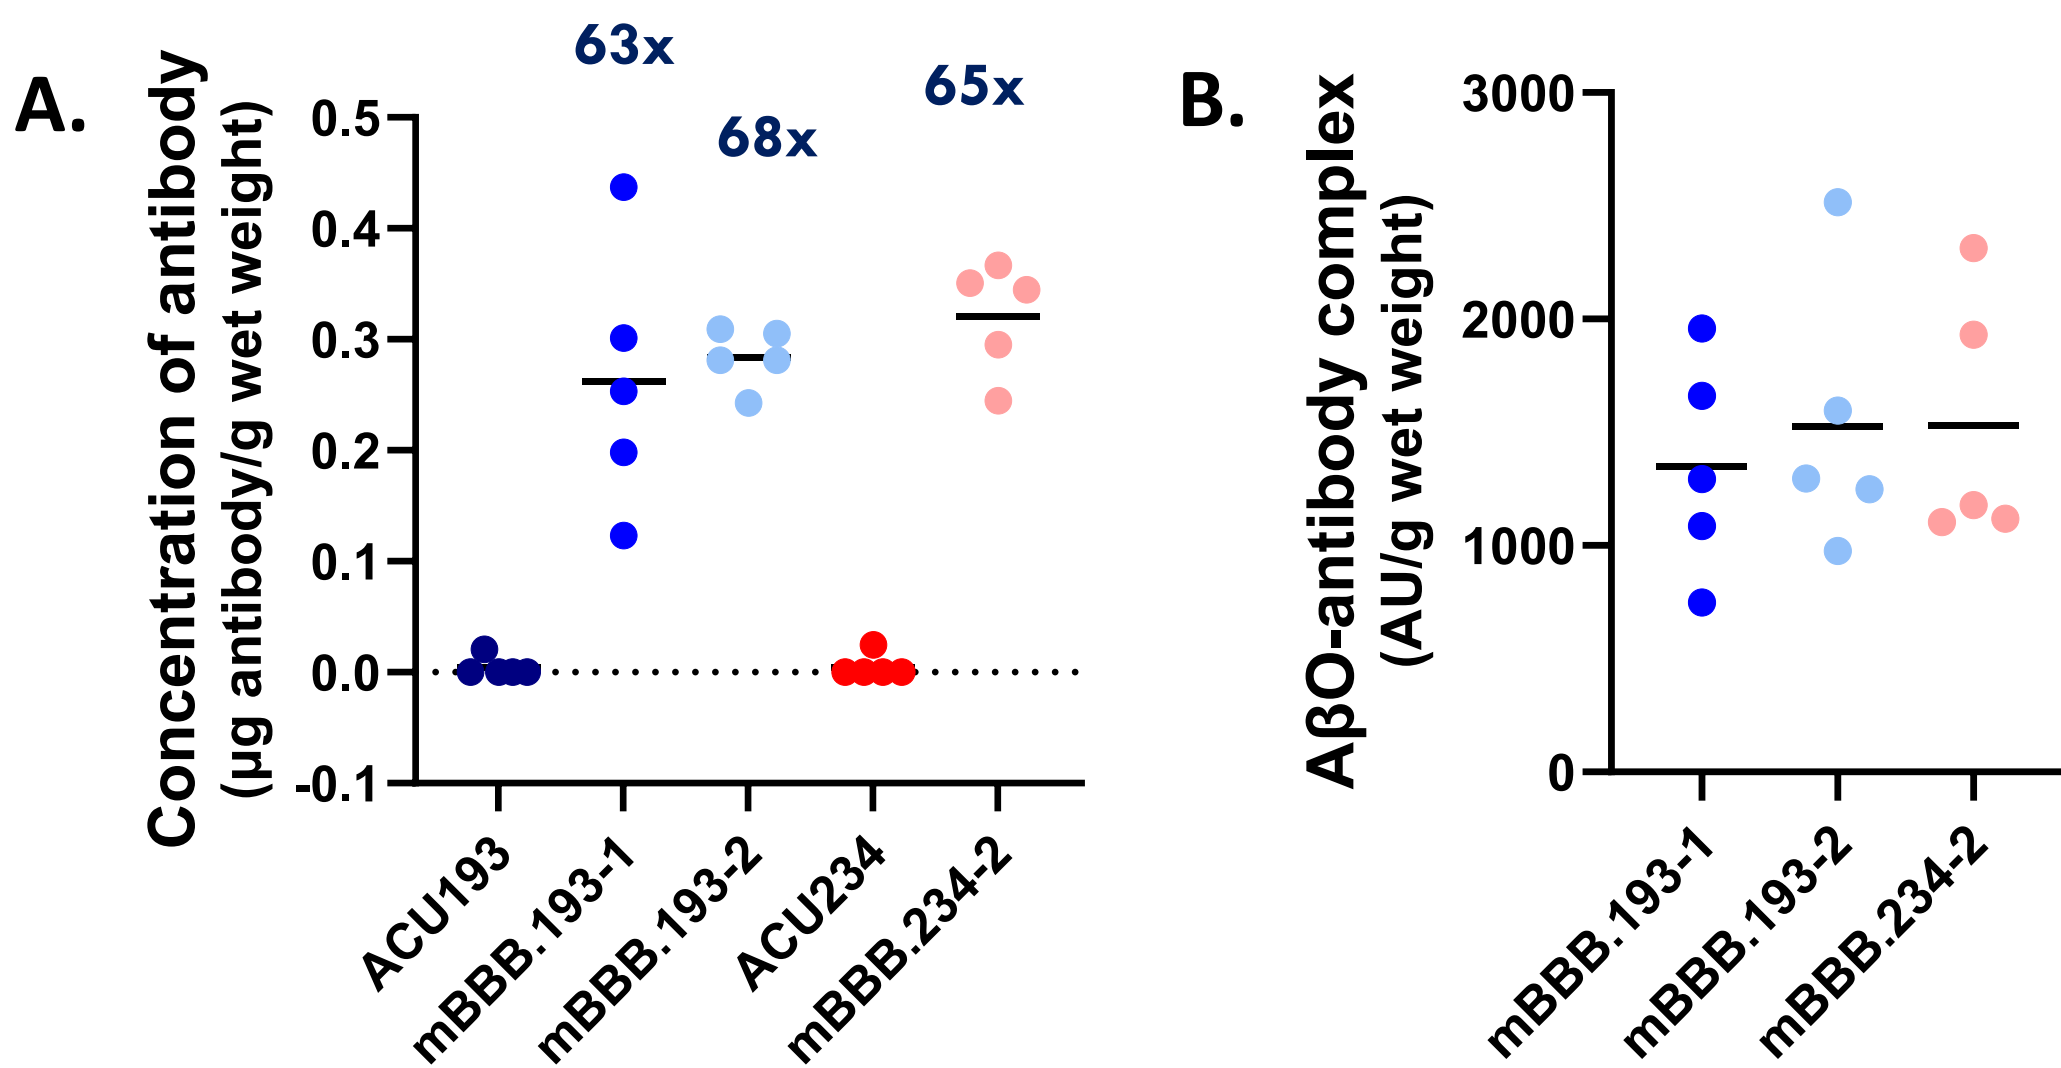 A.
Concentration of antibody
(µg antibody/g wet weight)
63x
68x
65x
0.5
0.4
0.3
0.2
0.1
0.0
-0.1
ACU193
mBBB.193-1
mBBB.193-2
ACU234
mBBB.234-2
B.
AβO-antibody complex
(AU/g wet weight)
3000
2000
1000
0
mBBB.193-1
mBBB.193-2
mBBB.234-2